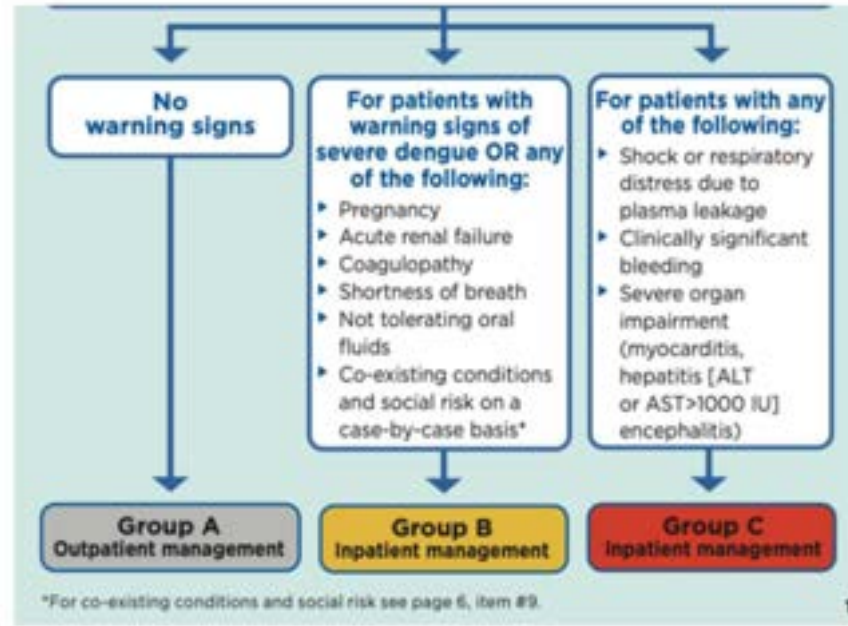 No
warning signs
For patients with
warning signs of
severe dengue OR any
of the following:
Pregnancy
Acute renal failure
Coagulopathy
Shortness of breath
Not tolerating oral
fluids
Co-existing conditions
and social risk on a
case-by-case basis*
For patients with any
of the following:
Shock or respiratory
distress due to
plasma leakage
Clinically significant
bleeding
Severe organ
impairment
(myocarditis,
hepatitis [ALT
or AST>1000 IU]
encephalitis)
Group A
Outpatient management
Group B
Inpatient management
Group C
Inpatient management
*For co-existing conditions and social risk see page 6, item #9.